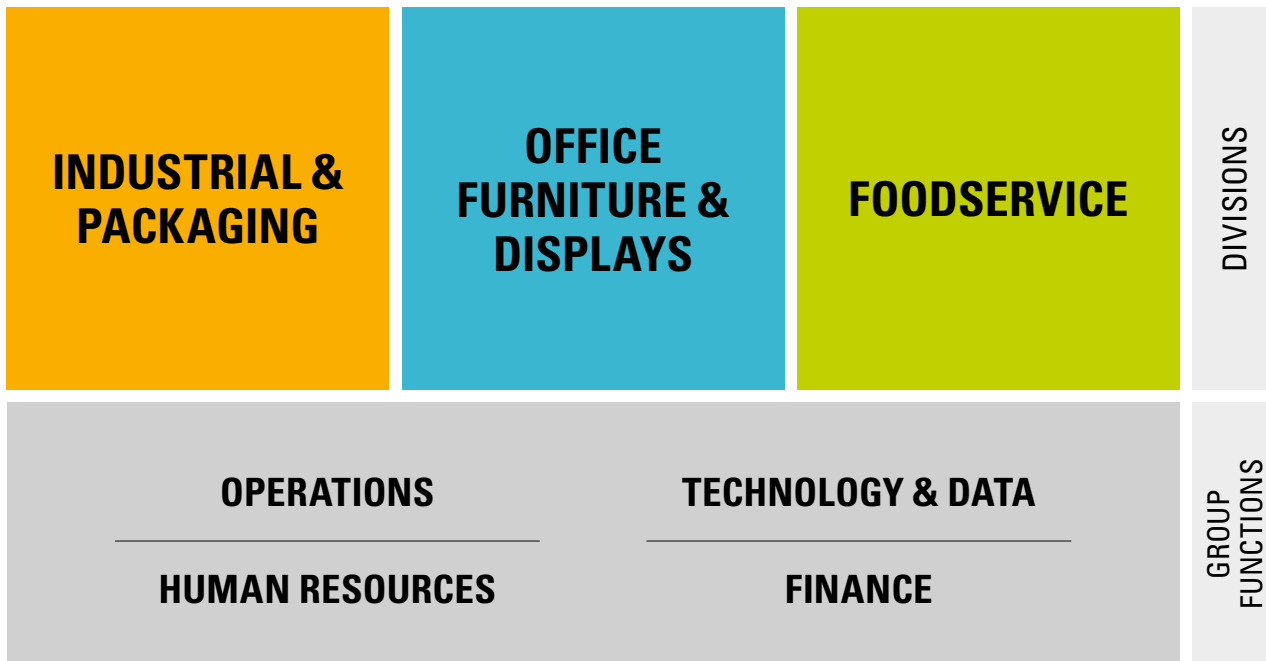 INDUSTRIAL &
PACKAGING
OFFICE
FURNITURE &
DISPLAYS
FOODSERVICE
DIVISIONS
OPERATIONS
HUMAN RESOURCES
TECHNOLOGY & DATA
FINANCE
GROUP
FUNCTIONS